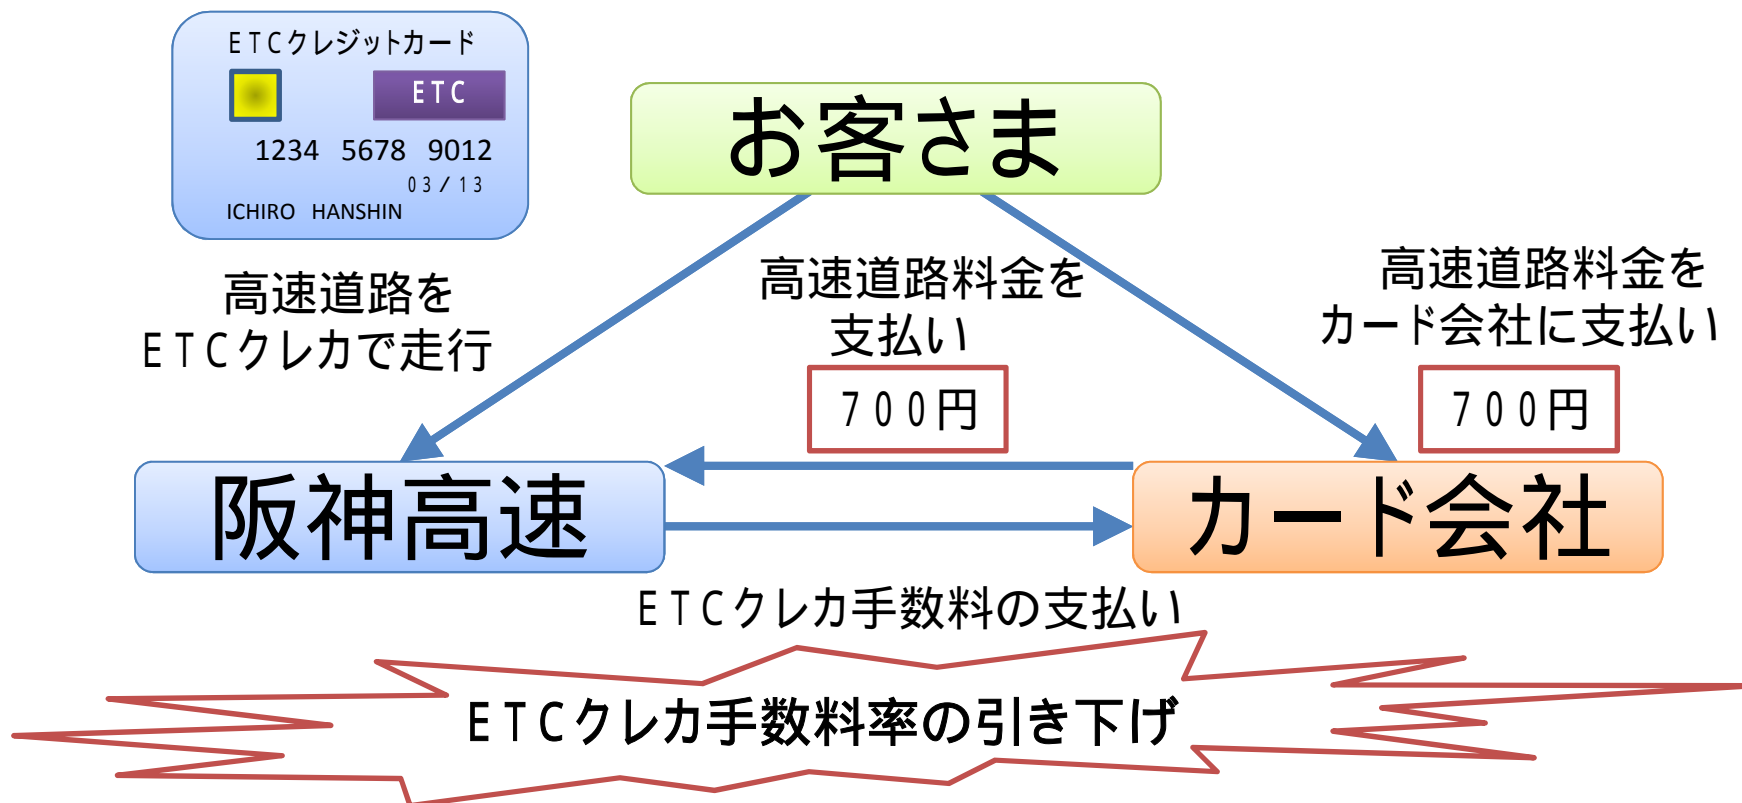 ETCクレジットカード
ETC
1234 5678 9012
03/13
ICHIRO HANSHIN
お客さま
高速道路を
ETCクレカで走行
高速道路料金を
支払い
700円
高速道路料金を
カード会社に支払い
700円
阪神高速
カード会社
ETCクレカ手数料の支払い
ETCクレカ手数料率の引き下げ